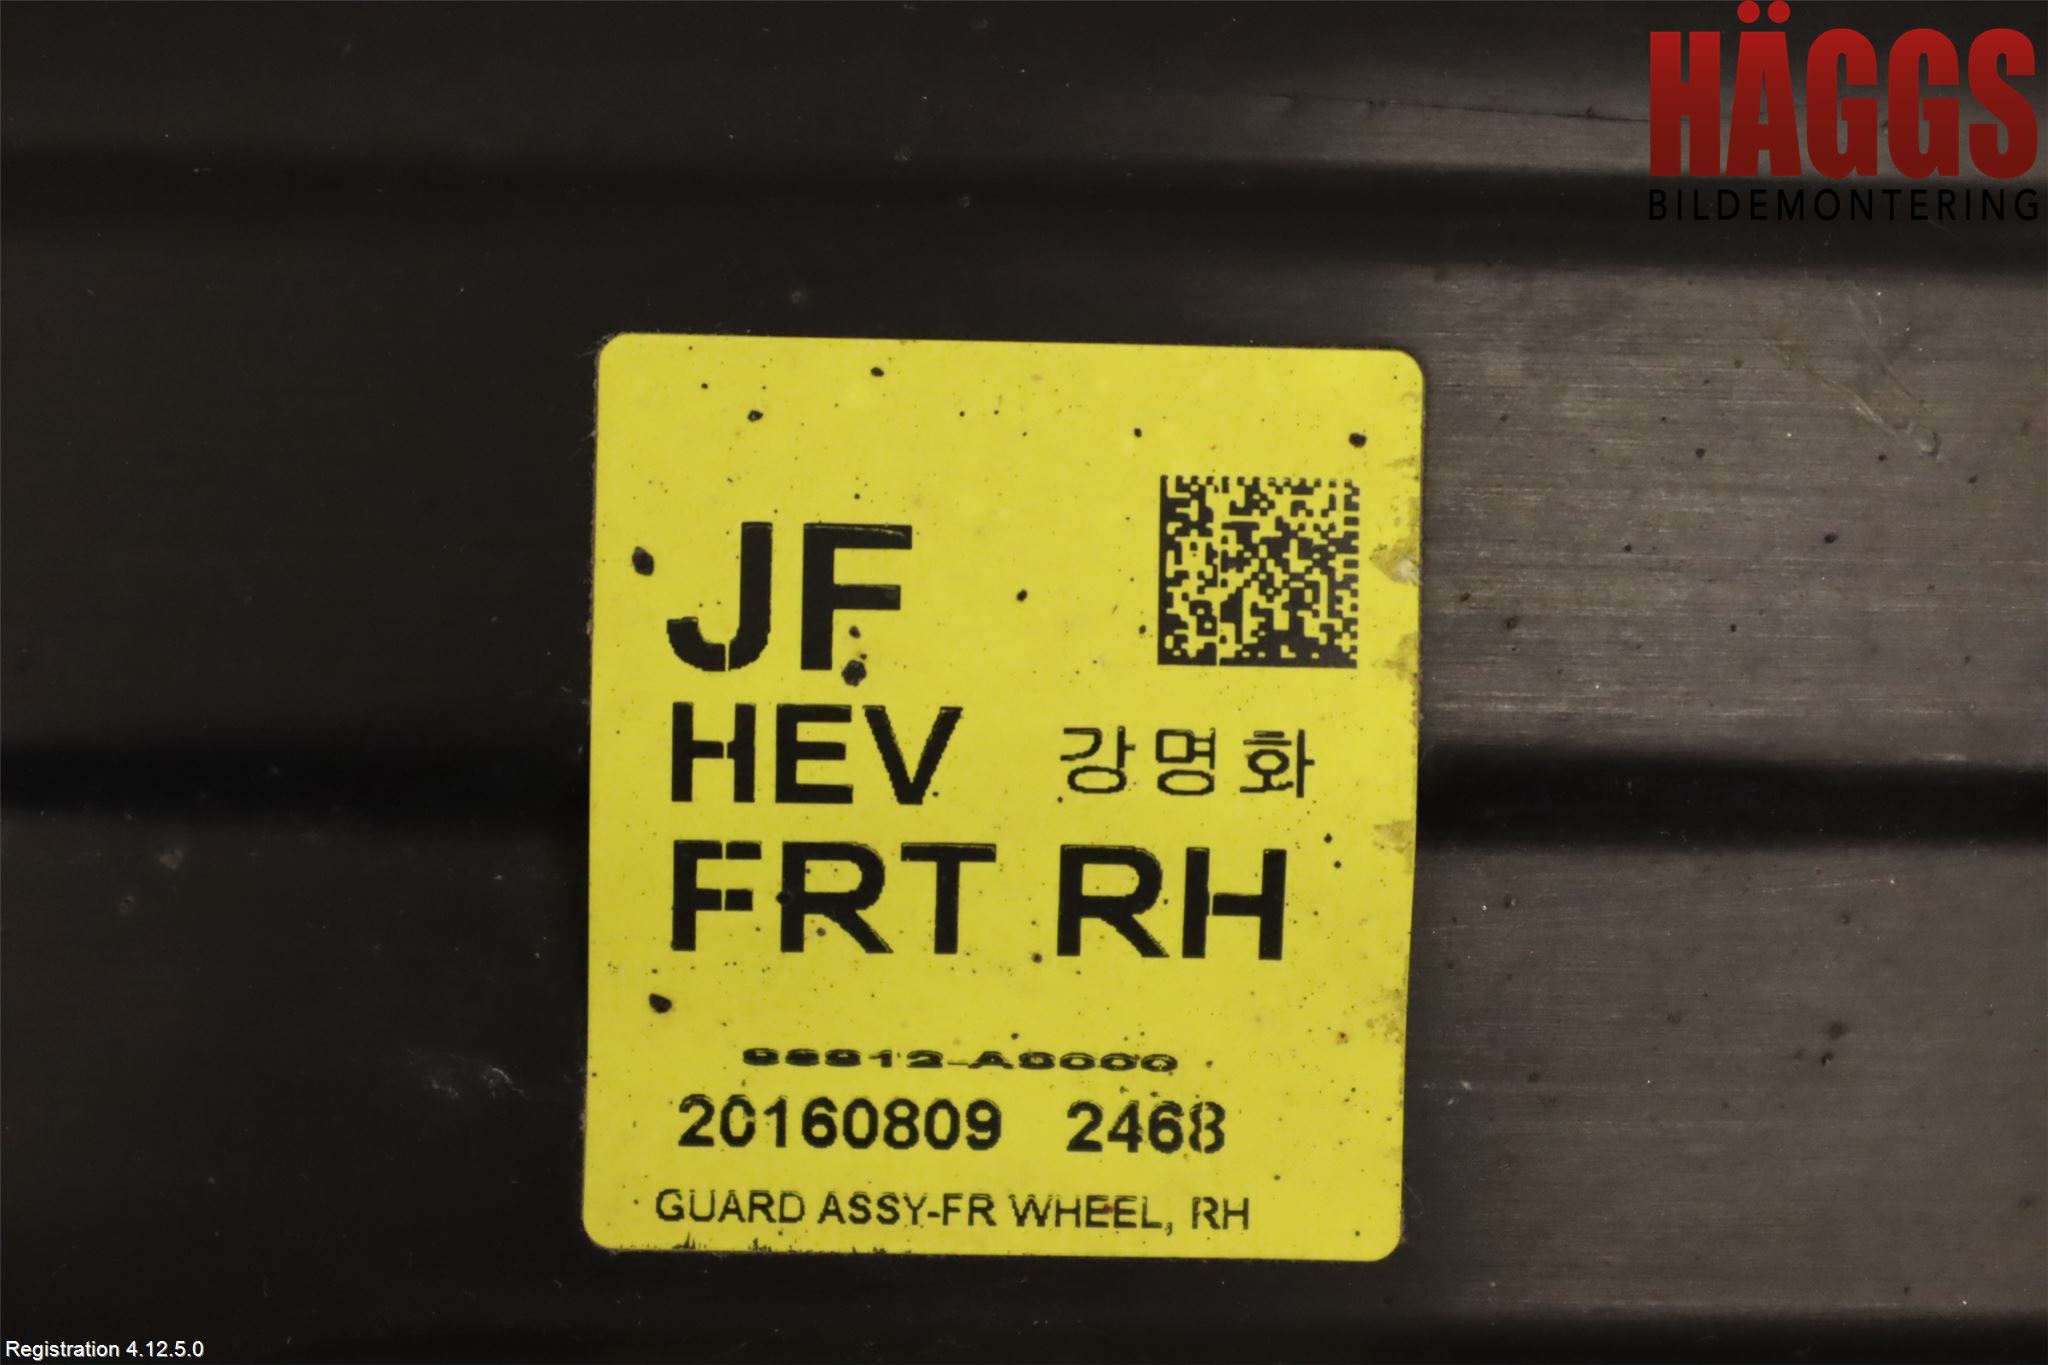 HÄGGS
BILDEMONTERING
JF
HEV 강명화
FRT RH
20160809 2468
GUARD ASSY-FR WHEEL, RH
Registration 4.12.5.0